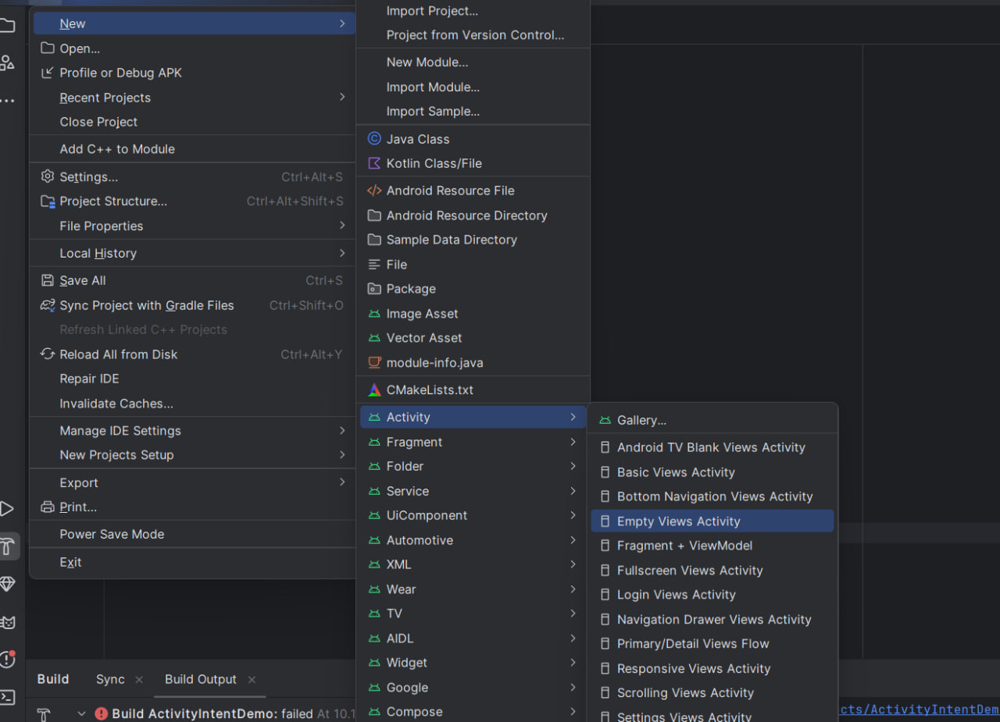 New
Open...
Profile or Debug APK
Recent Projects
Close Project
Add C++ to Module
Settings... Ctrl+Alt+S
Project Structure... Ctrl+Alt+Shift+S
File Properties
Local History
Save All Ctrl+S
Sync Project with Gradle Files Ctrl+Shift+O
Refresh Linked C++ Projects
Reload All from Disk Ctrl+Alt+Y
Repair IDE
Invalidate Caches...
Manage IDE Settings
New Projects Setup
Export
Print...
Power Save Mode
Exit
Import Project...
Project from Version Control...
New Module...
Import Module...
Import Sample...
Java Class
Kotlin Class/File
Android Resource File
Android Resource Directory
Sample Data Directory
File
Package
Image Asset
Vector Asset
module-info.java
CMakeLists.txt
Activity
Fragment
Folder
Service
UiComponent
Automotive
XML
Wear
TV
AIDL
Widget
Google
Compose
Gallery...
Android TV Blank Views Activity
Basic Views Activity
Bottom Navigation Views Activity
Empty Views Activity
Fragment + ViewModel
Fullscreen Views Activity
Login Views Activity
Navigation Drawer Views Activity
Primary/Detail Views Flow
Responsive Views Activity
Scrolling Views Activity
Settings Views Activity
Build Sync Build Output
Build ActivityIntentDemo: failed At 10.1
cts/ActivityIntentDem